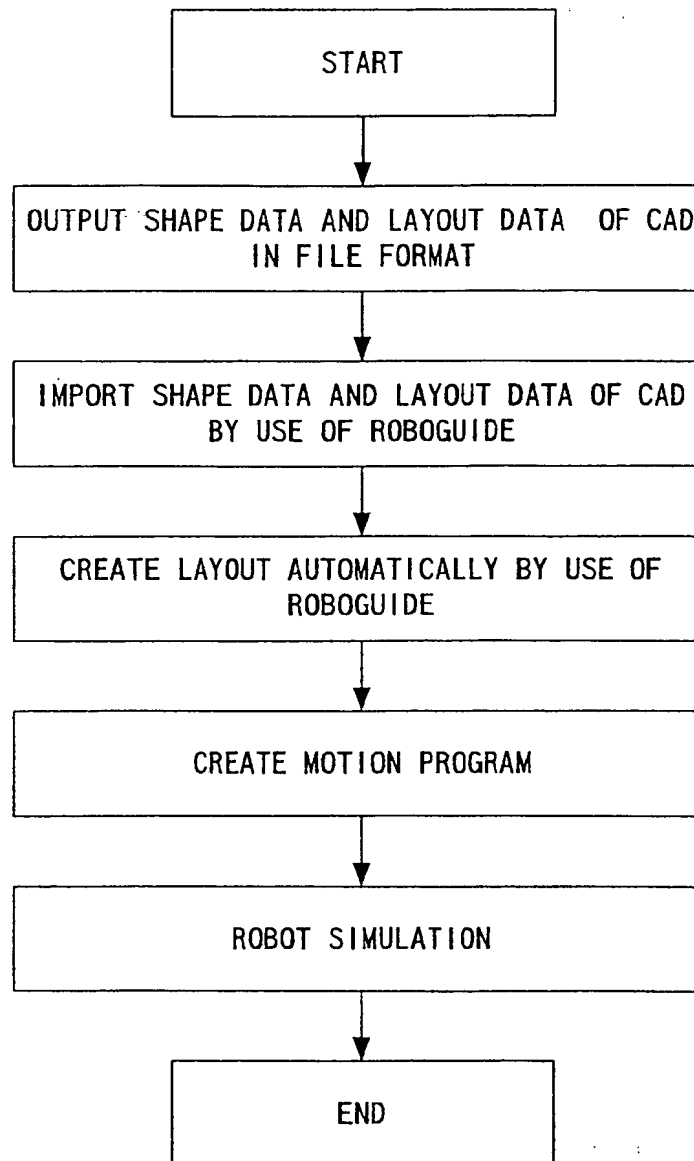 START
OUTPUT SHAPE DATA AND LAYOUT DATA OF CAD
IN FILE FORMAT
IMPORT SHAPE DATA AND LAYOUT DATA OF CAD
BY USE OF ROBOGUIDE
CREATE LAYOUT AUTOMATICALLY BY USE OF
ROBOGUIDE
CREATE MOTION PROGRAM
ROBOT SIMULATION
END